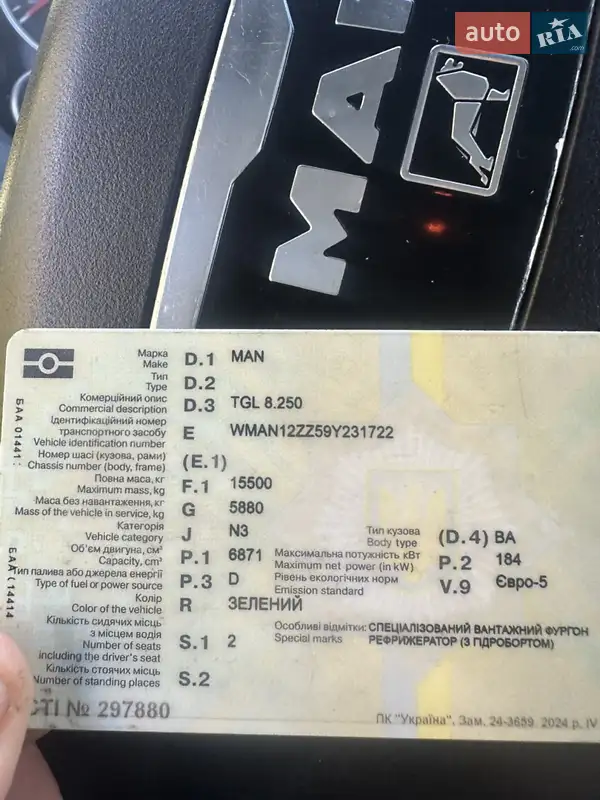 auto RIA .com
MAN
Марка D.1 MAN
Make
Тип D.2
Type
Комерційний опис D.3 TGL 8.250
Commercial description
Ідентифікаційний номер
транспортного засобу E WMAN12ZZ59Y231722
Vehicle identification number
Номер шасі (кузова, рами) (E.1)
Chassis number (body, frame)
Повна маса, кг F.1 15500
Maximum mass, kg
Маса без навантаження, кг G 5880
Mass of the vehicle in service, kg
Категорія J N3 Тип кузова (D.4) BA
Vehicle category Body type
Об'єм двигуна, см³ P.1 6871 Максимальна потужність кВт P.2 184
Capacity, cm³ Maximum net power (in kW)
Тип палива або джерела енергії P.3 D Рівень екологічних норм V.9 Євро-5
Type of fuel or power source Emission standard
Колір R ЗЕЛЕНИЙ
Color of the vehicle
Кількість сидячих місць Особливі відмітки: СПЕЦІАЛІЗОВАНИЙ ВАНТАЖНИЙ ФУРГОН
з місцем водія S.1 2 Special marks РЕФРИЖЕРАТОР (З ГІДРОБОРТОМ)
Number of seats
including the driver's seat
Кількість стоячих місць S.2
Number of standing places
СТІ № 297880
ПК "Україна", Зам. 24-3659, 2024 р. IV